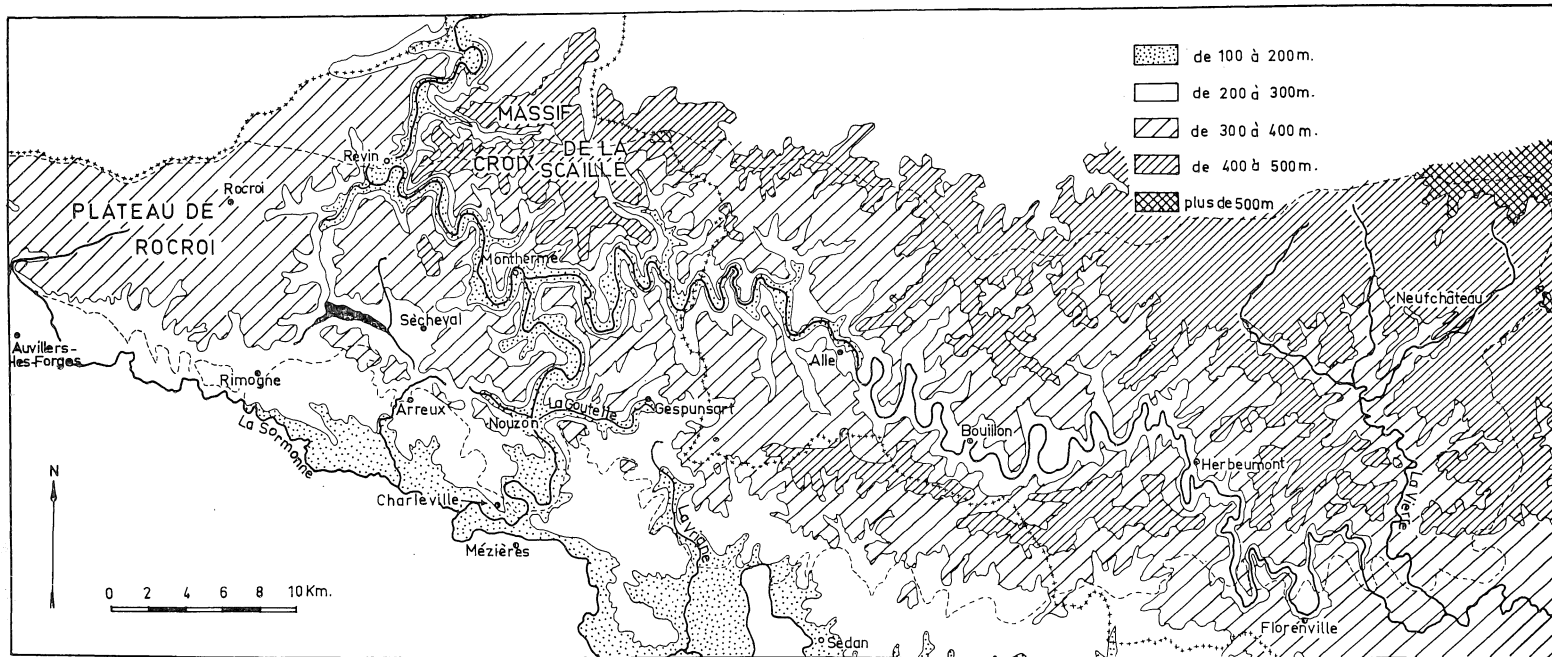 de 100 à 200m.
de 200 à 300m.
de 300 à 400m.
de 400 à 500m.
plus de 500m
MASSIF
DE LA
CROIX SCAILLE
Revin
Rocroi
PLATEAU DE
ROCROI
Monthermé
Neufchâteau
Sècheval
Auvillers-
les-Forges
Alle
Rimogne
Arreux
La Goutelle
Gespunsart
Nouzon
Bouillon
La Sormonne
Herbeumont
N
Charleville
La Vrigne
La Vierre
Mézières
0 2 4 6 8 10 Km.
Florenville
Sedan